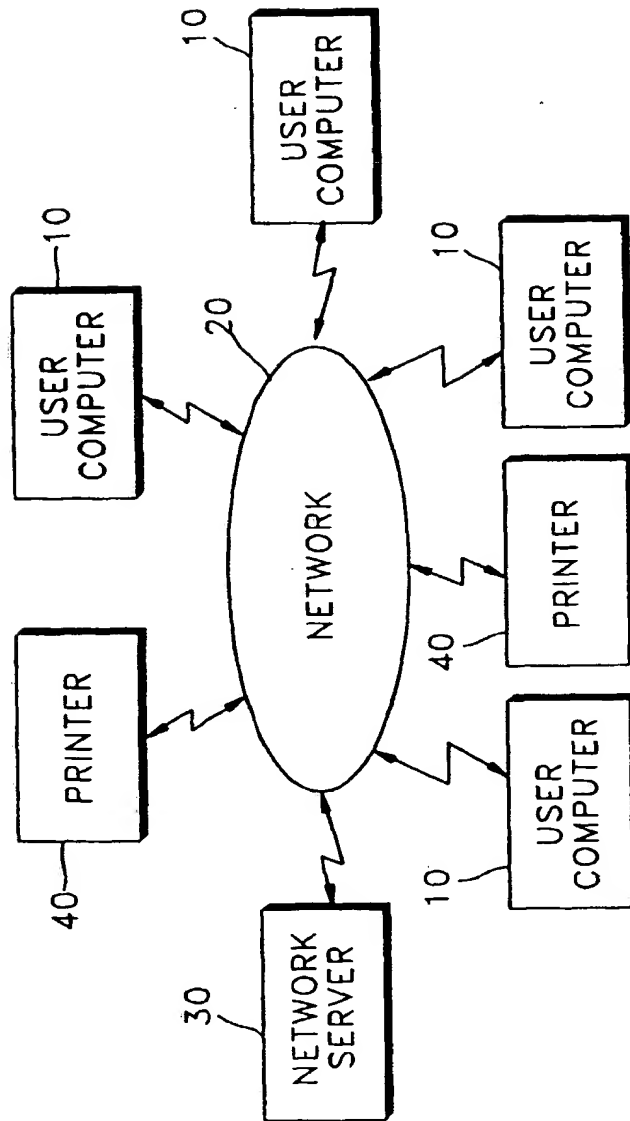 40
PRINTER
USER
COMPUTER
10
30
NETWORK
SERVER
20
NETWORK
10
USER
COMPUTER
10
USER
COMPUTER
40
PRINTER
10
USER
COMPUTER